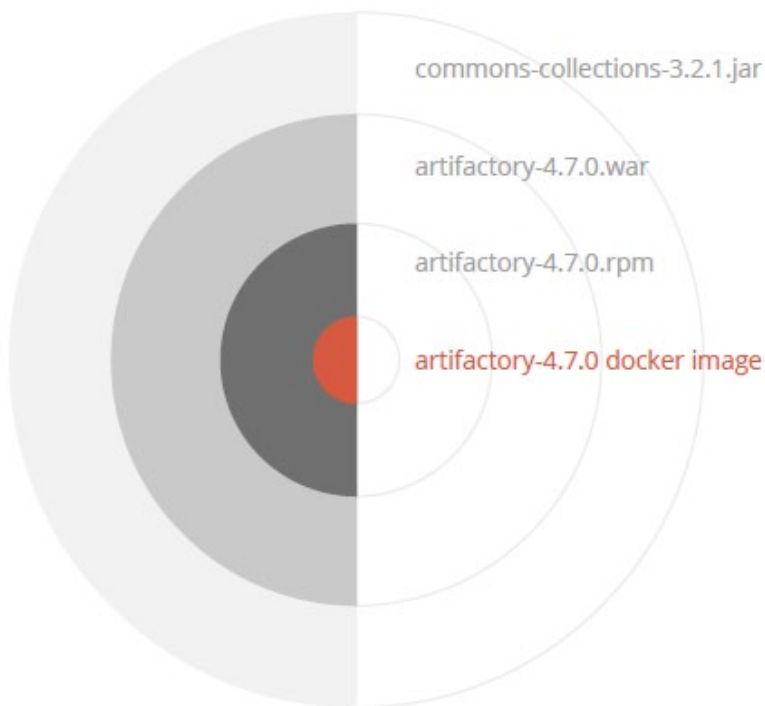 commons-collections-3.2.1.jar
artifactory-4.7.0.war
artifactory-4.7.0.rpm
artifactory-4.7.0 docker image